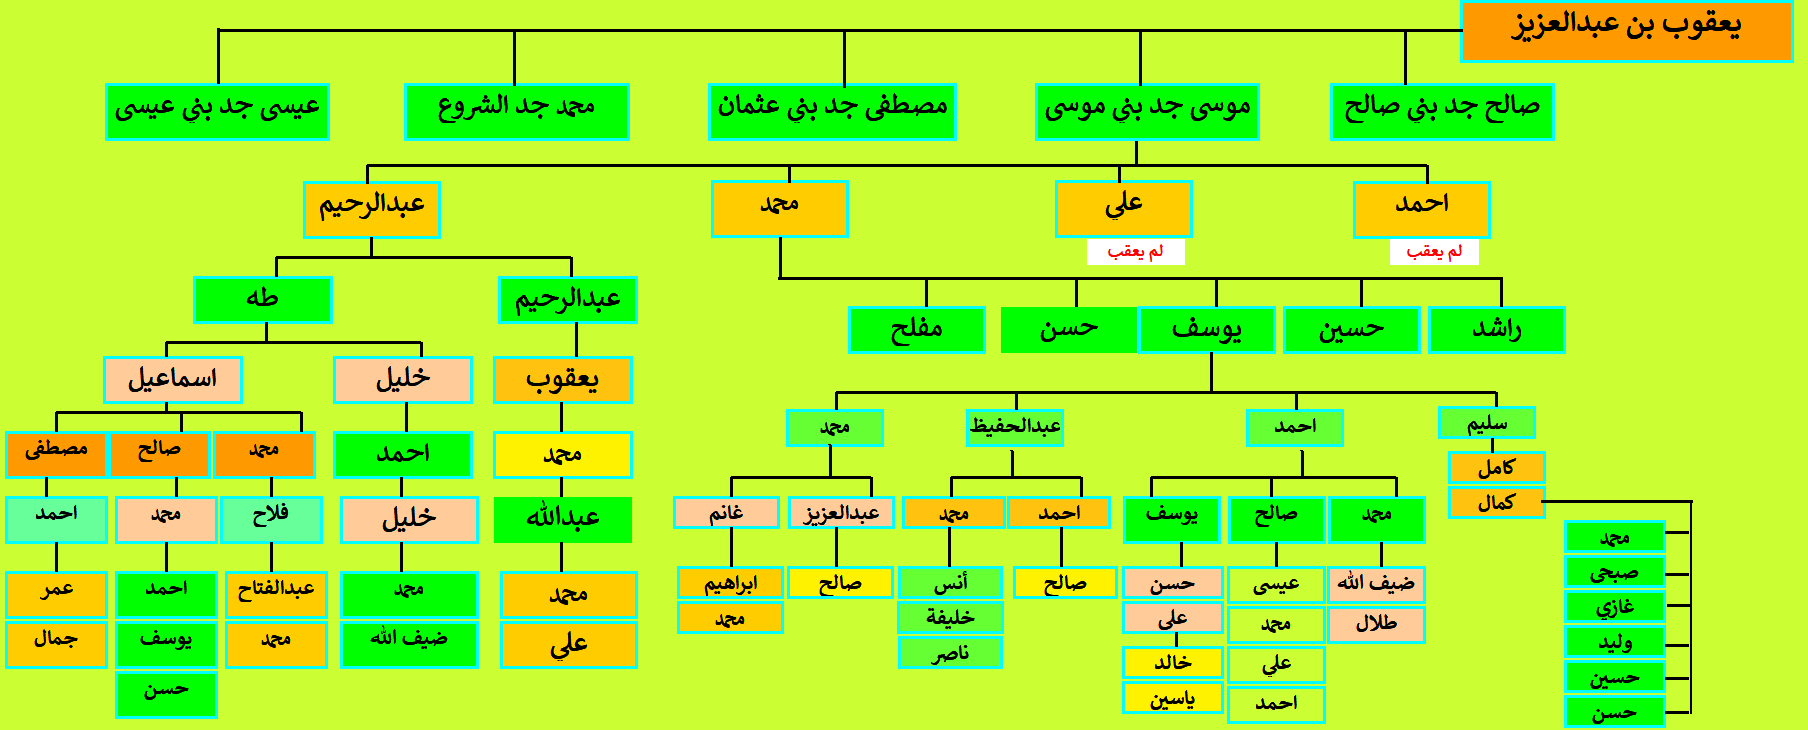 يعقوب بن عبدالعزيز
صالح جد بني صالح
موسى جد بني موسى
مصطفى جد بني عثمان
محمد جد الشروع
عيسى جد بني عيسى
احمد
علي
محمد
عبدالرحيم
لم يعقب
لم يعقب
عبدالرحيم
طه
راشد
حسين
يوسف
حسن
مفلح
يعقوب
خليل
اسماعيل
سليم
احمد
عبدالحفيظ
محمد
محمد
احمد
محمد
صالح
مصطفى
كامل
كمال
محمد
صالح
يوسف
احمد
محمد
عبدالعزيز
غانم
عبدالله
خليل
فلاح
محمد
احمد
محمد
صبحى
غازي
وليد
حسين
حسن
ضيف الله
طلال
عيسى
محمد
علي
احمد
حسن
على
خالد
ياسين
صالح
أنس
خليفة
ناصر
صالح
ابراهيم
محمد
محمد
علي
محمد
ضيف الله
عبدالفتاح
محمد
احمد
يوسف
حسن
عمر
جمال